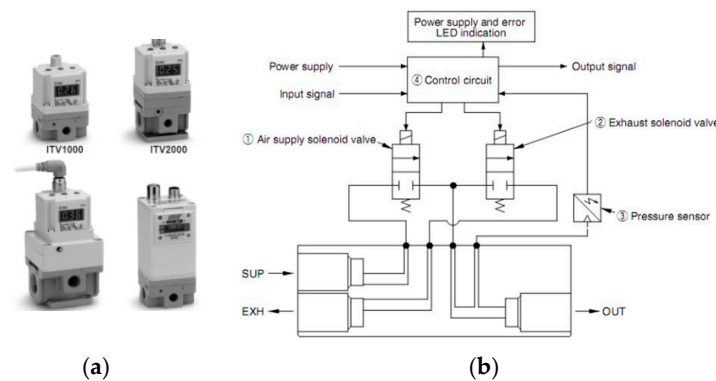 ITV1000
ITV2000
(a)
Power supply and error
LED indication
Power supply
④ Control circuit
Output signal
Input signal
① Air supply solenoid valve
② Exhaust solenoid valve
③ Pressure sensor
SUP
EXH
OUT
(b)